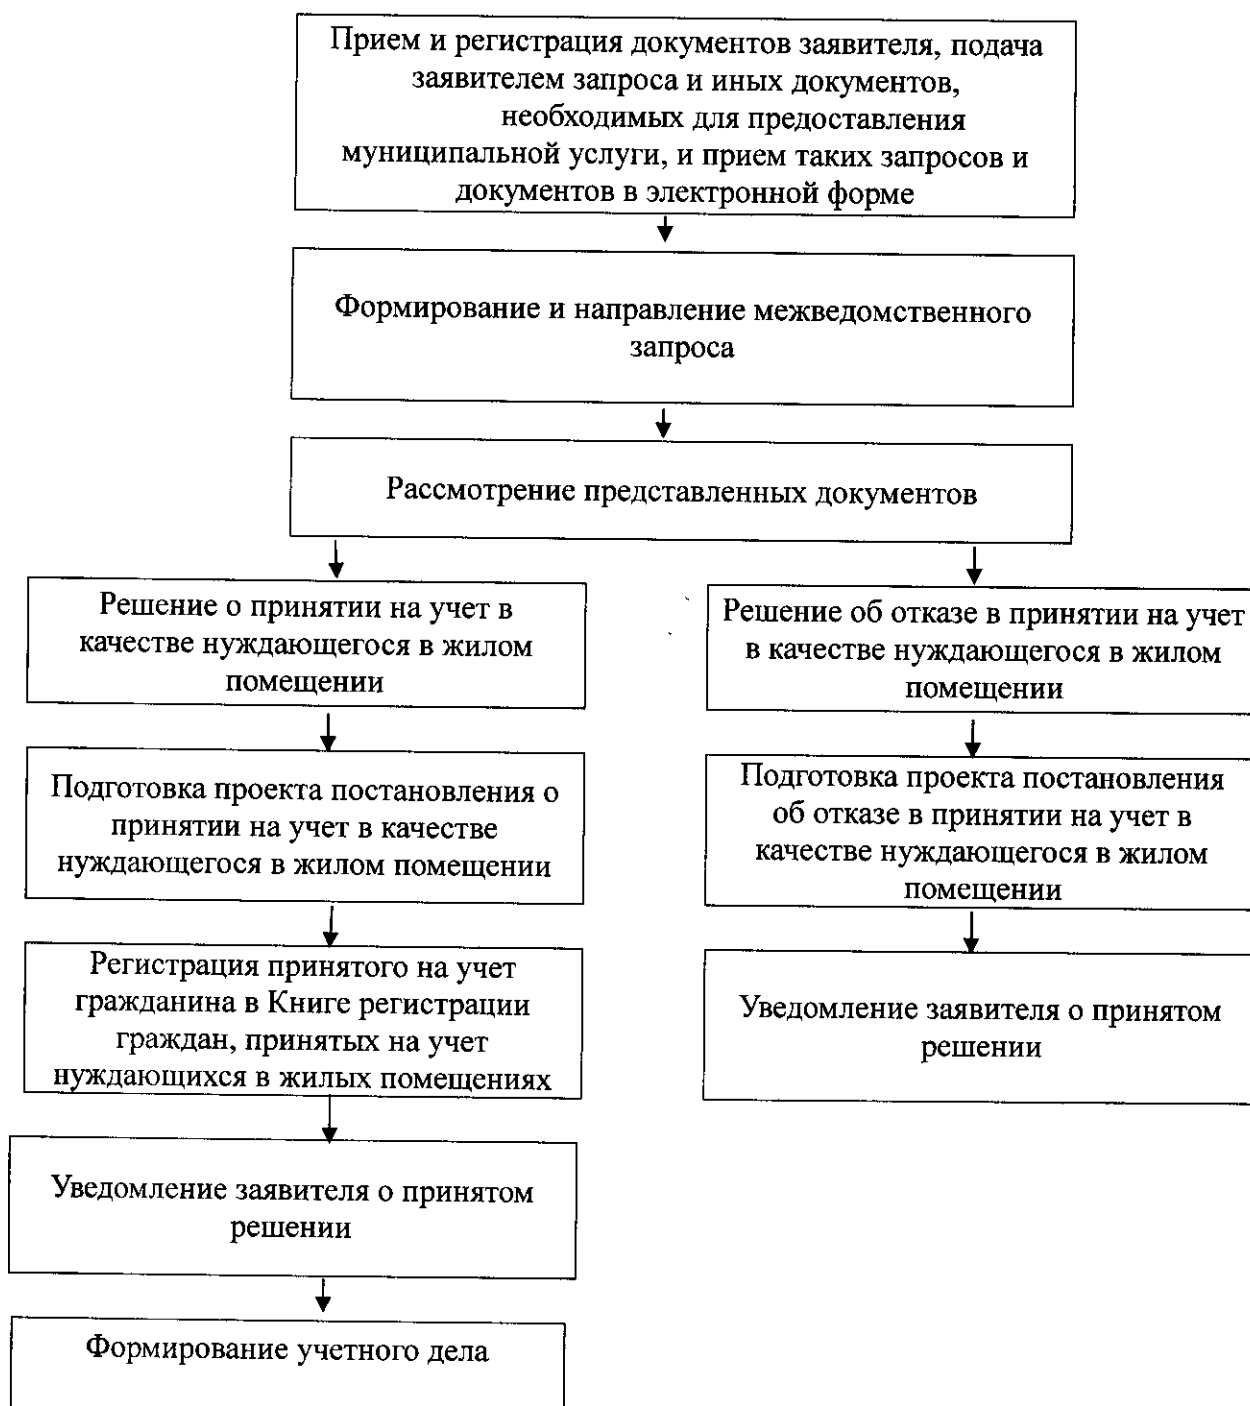 Прием и регистрация документов заявителя, подача
заявителем запроса и иных документов,
необходимых для предоставления
муниципальной услуги, и прием таких запросов и
документов в электронной форме
Формирование и направление межведомственного
запроса
Рассмотрение представленных документов
Решение о принятии на учет в
качестве нуждающегося в жилом
помещении
Подготовка проекта постановления о
принятии на учет в качестве
нуждающегося в жилом помещении
Регистрация принятого на учет
гражданина в Книге регистрации
граждан, принятых на учет
нуждающихся в жилых помещениях
Уведомление заявителя о принятом
решении
Формирование учетного дела
Решение об отказе в принятии на учет
в качестве нуждающегося в жилом
помещении
Подготовка проекта постановления
об отказе в принятии на учет в
качестве нуждающегося в жилом
помещении
Уведомление заявителя о принятом
решении